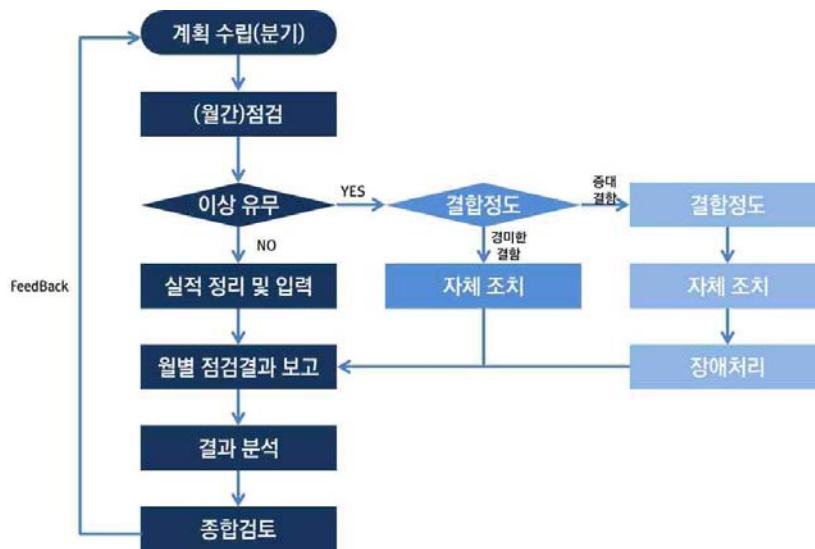 계획 수립(분기)
(월간)점검
이상 유무
YES
결합정도
증대
결함
결합정도
NO
경미한
결함
FeedBack
실적 정리 및 입력
자체 조치
자체 조치
월별 점검결과 보고
장애처리
결과 분석
종합검토